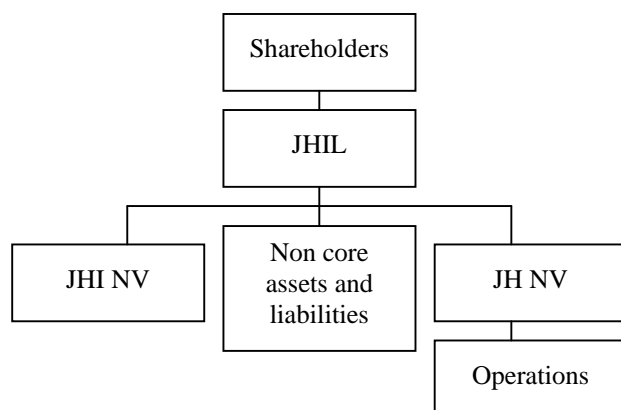 Shareholders
JHIL
JHI NV
Non core
assets and
liabilities
JH NV
Operations